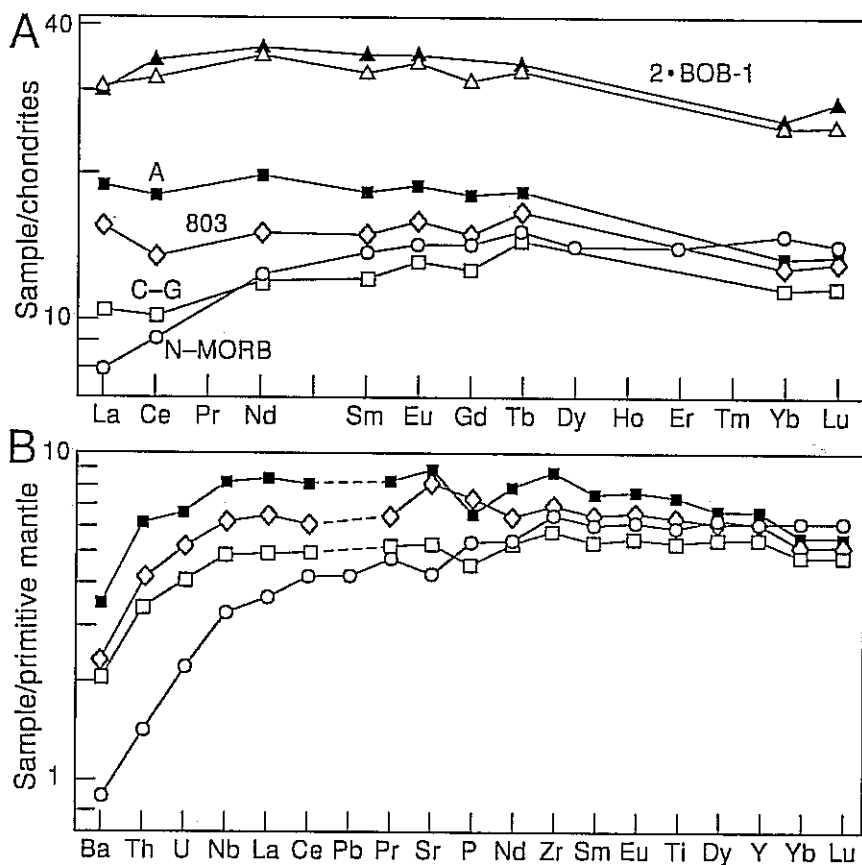 A
40
2•BOB-1
A
803
C–G
10
N–MORB
Sample/chondrites
La Ce Pr Nd Sm Eu Gd Tb Dy Ho Er Tm Yb Lu
B
10
1
Sample/primitive mantle
Ba Th U Nb La Ce Pb Pr Sr P Nd Zr Sm Eu Ti Dy Y Yb Lu